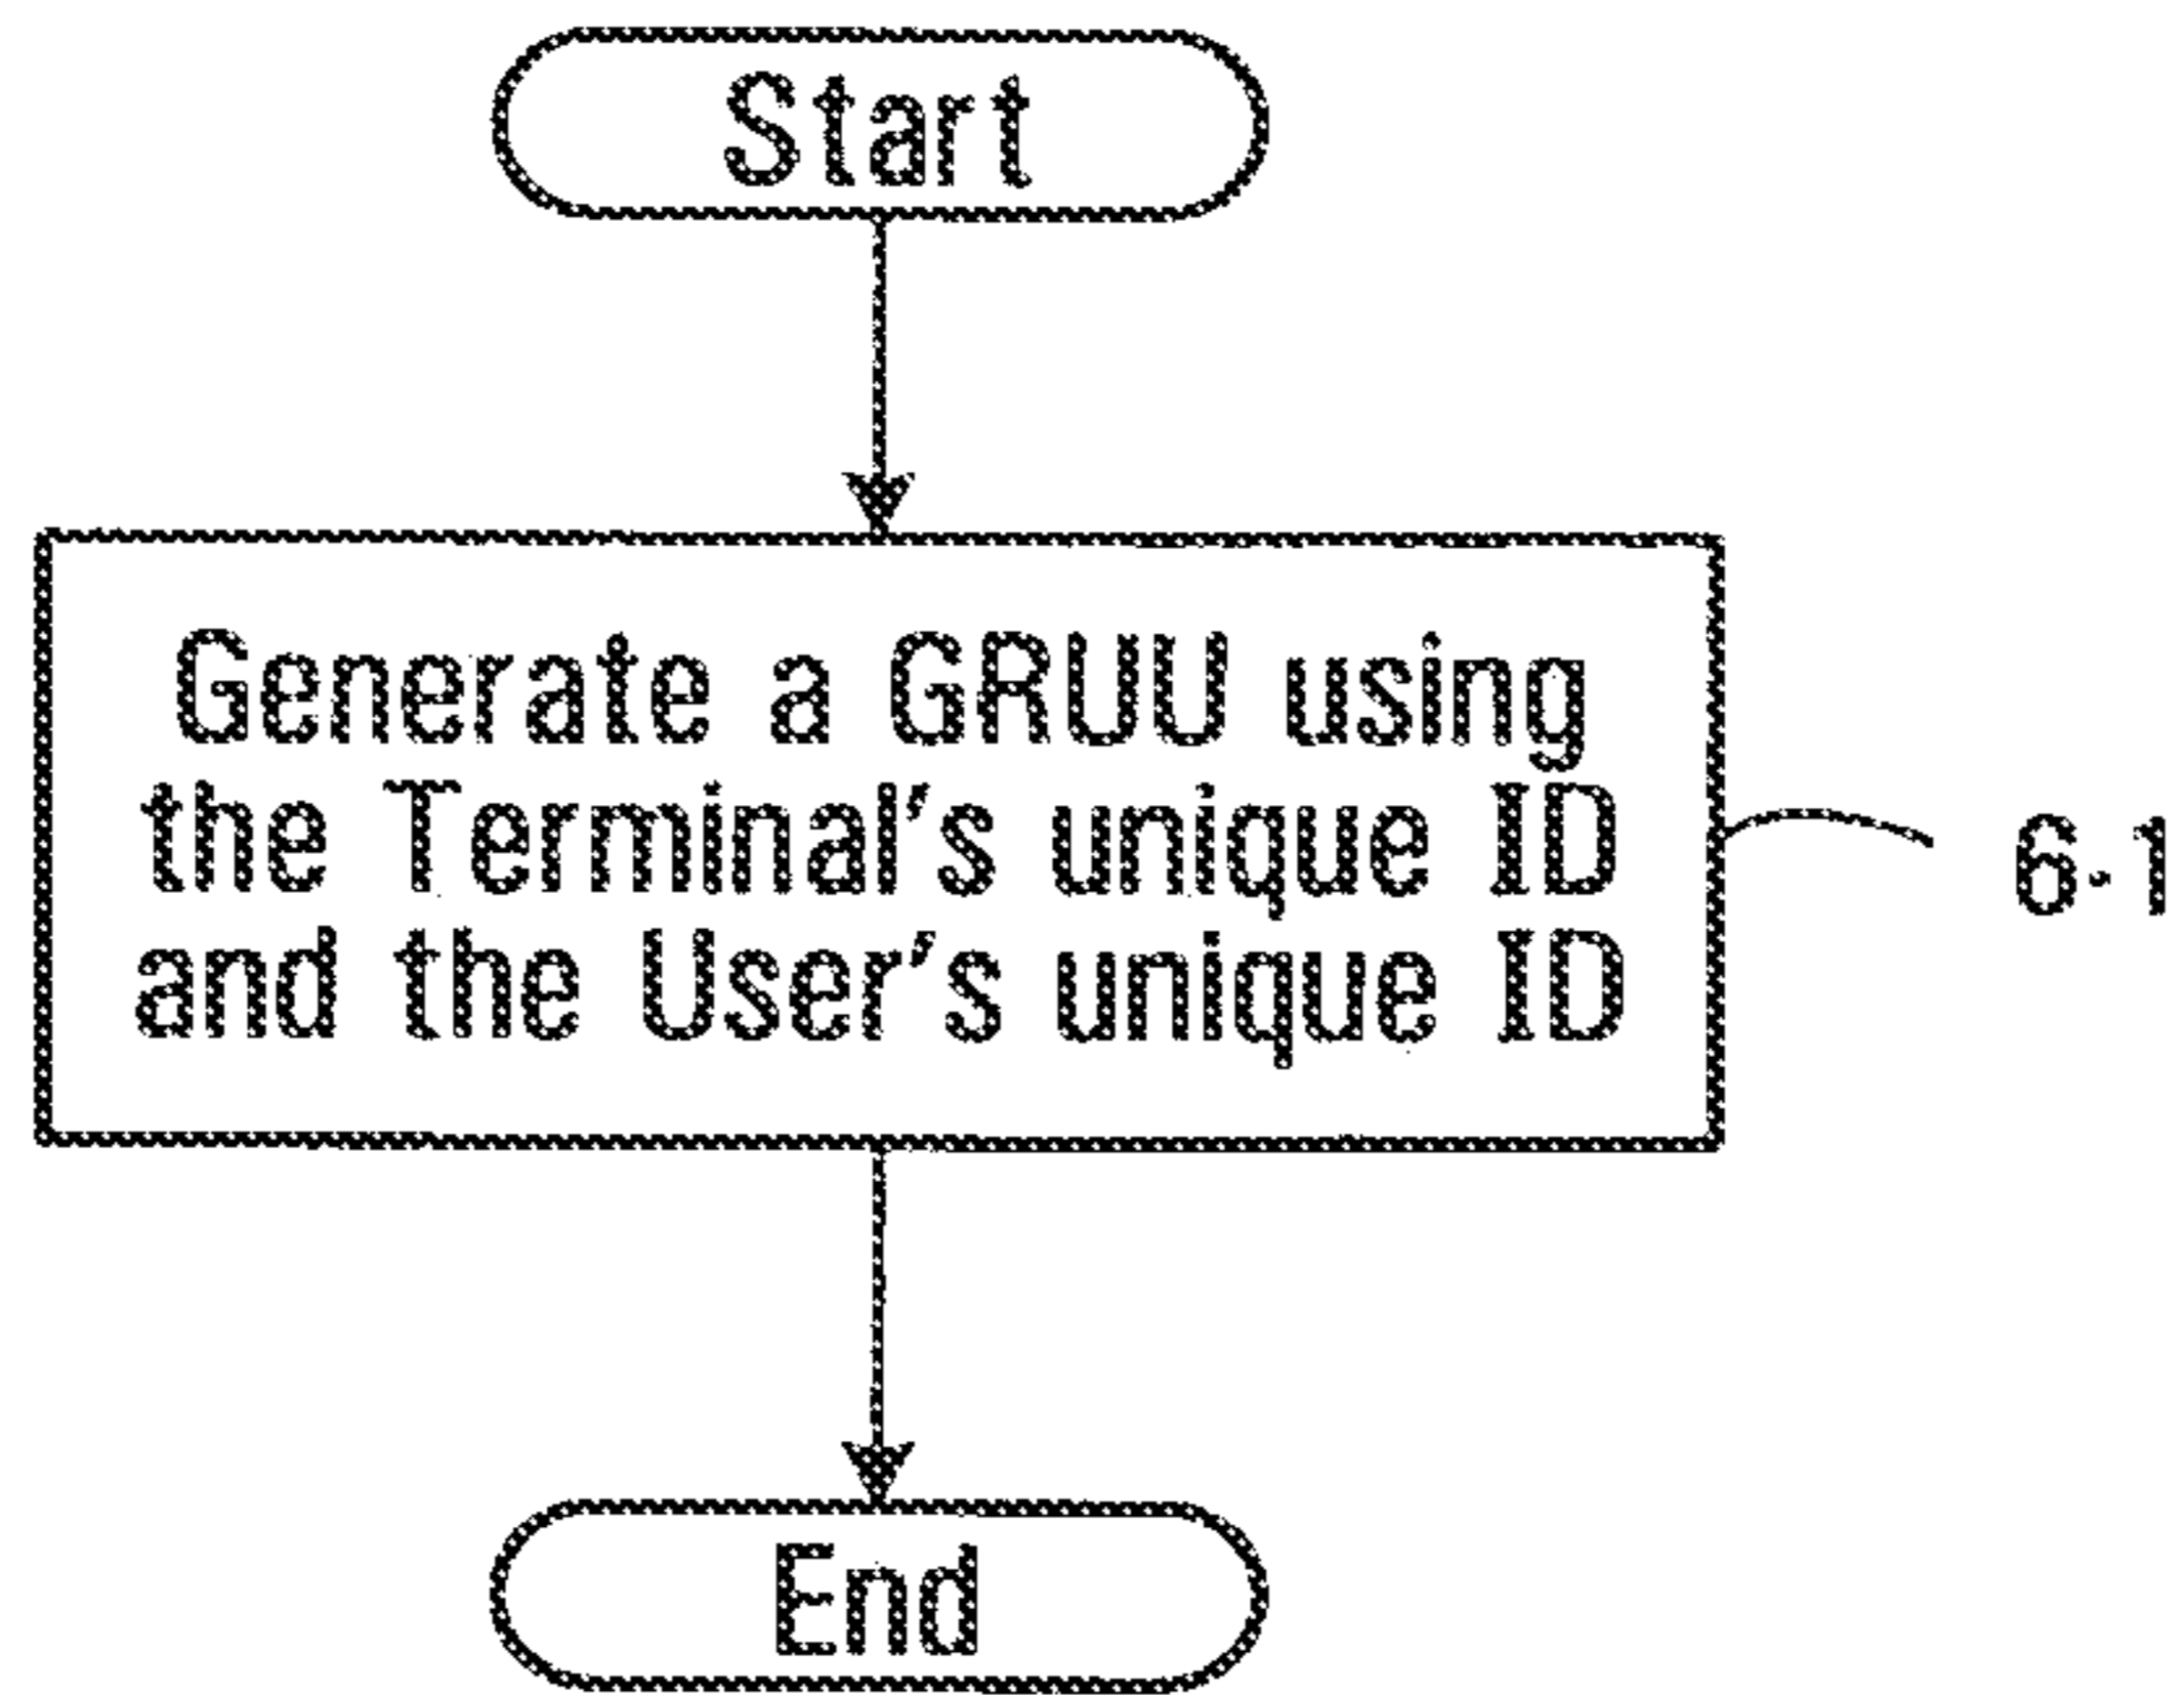 Start
Generate a GRUU using
the Terminal's unique ID
and the User's unique ID
6-1
End